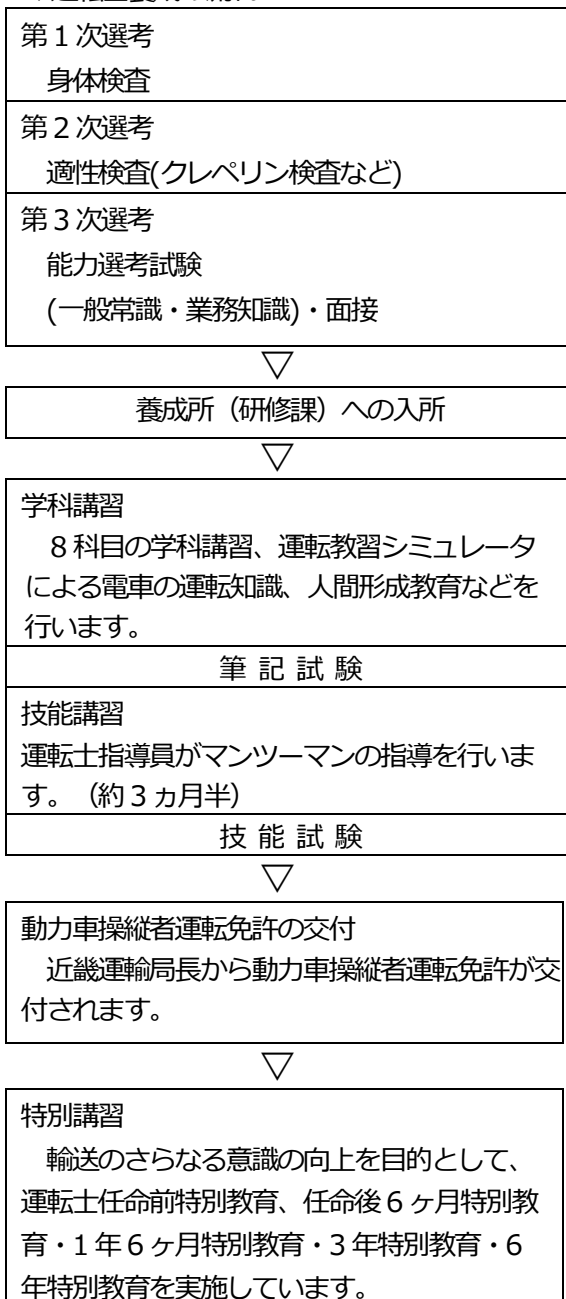 第１次選考
身体検査
第２次選考
適性検査(クレペリン検査など)
第３次選考
能力選考試験
(一般常識・業務知識)・面接
▽
養成所（研修課）への入所
▽
学科講習
８科目の学科講習、運転教習シミュレータ
による電車の運転知識、人間形成教育などを
行います。
筆 記 試 験
技能講習
運転士指導員がマンツーマンの指導を行いま
す。（約３ヵ月半）
技 能 試 験
▽
動力車操縦者運転免許の交付
近畿運輸局長から動力車操縦者運転免許が交
付されます。
▽
特別講習
輸送のさらなる意識の向上を目的として、
運転士任命前特別教育、任命後６ヶ月特別教
育・１年６ヶ月特別教育・３年特別教育・６
年特別教育を実施しています。